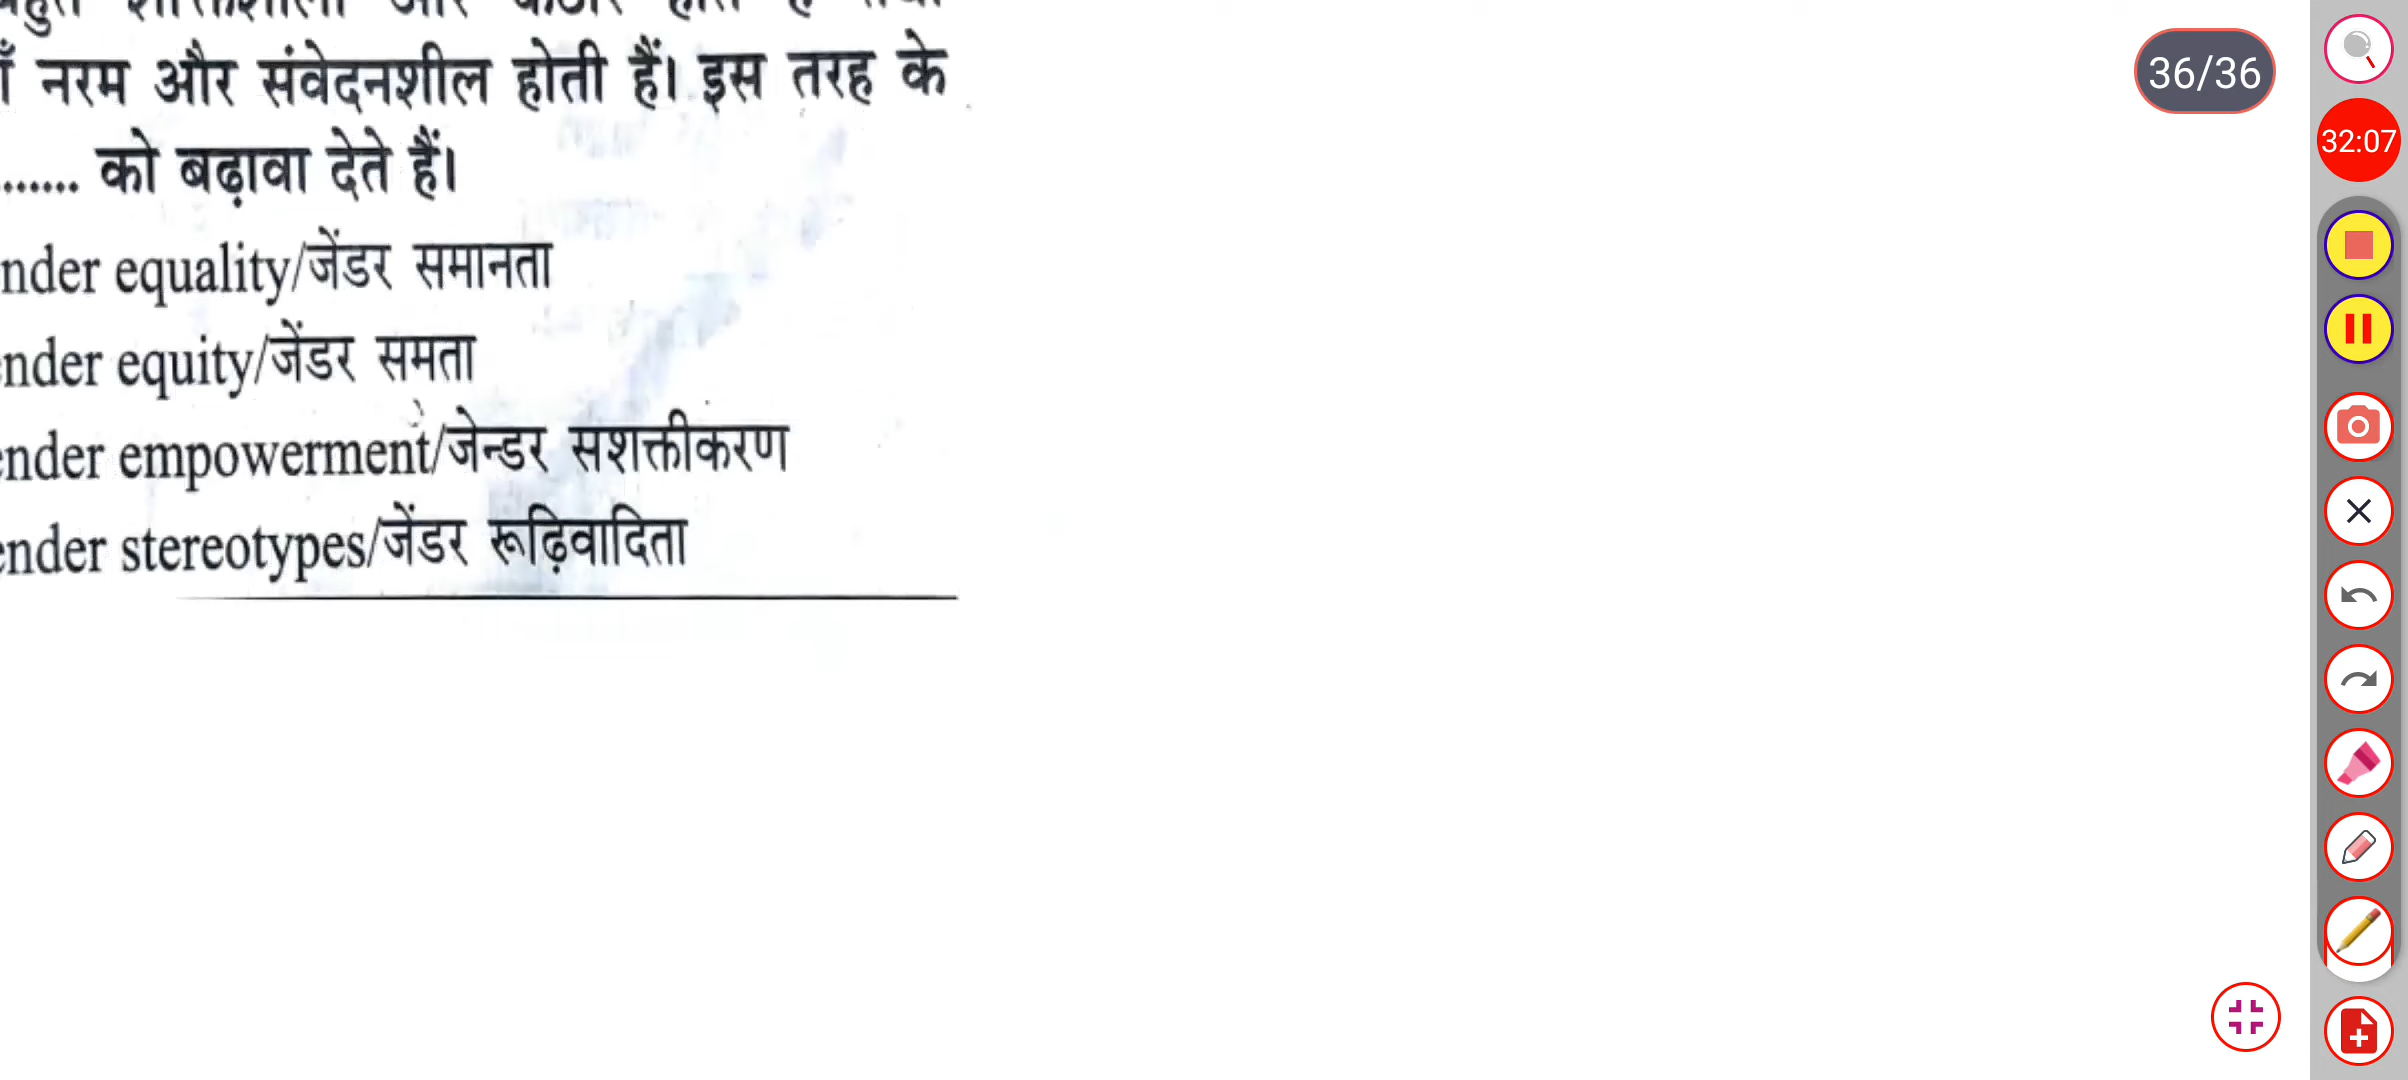 नरम और संवेदनशील होती हैं। इस तरह के
....... को बढ़ावा देते हैं।
nder equality/जेंडर समानता
nder equity/जेंडर समता
nder empowerment/जेन्डर सशक्तीकरण
ender stereotypes/जेंडर रूढ़िवादिता
36/36
32:07